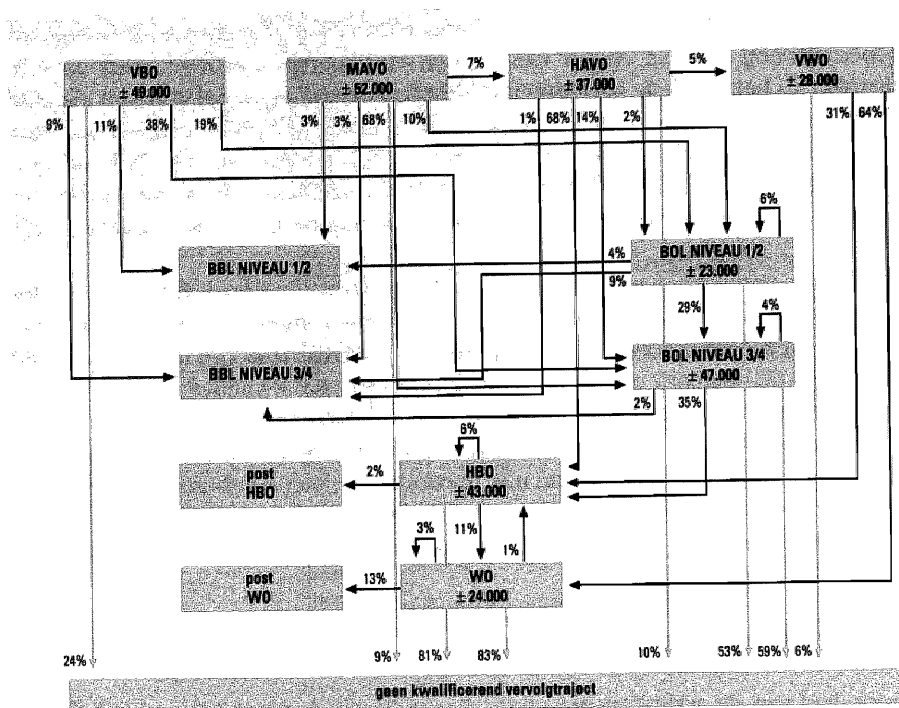 VBO
± 49.000
MAVO
± 52.000
7%
HAVO
± 37.000
5%
VWO
± 28.000
11%
38%
19%
3%
3%
68%
10%
1%
68%
14%
2%
31%
64%
6%
BBL NIVEAU 1/2
4%
9%
BOL NIVEAU 1/2
± 23.000
29%
4%
BBL NIVEAU 3/4
BOL NIVEAU 3/4
± 47.000
2%
35%
6%
post
HBO
2%
HBO
± 43.000
3%
11%
1%
post
WO
13%
WO
± 24.000
24%
9%
81%
83%
10%
53%
59%
6%
geen kwalificerend vervolgtraject